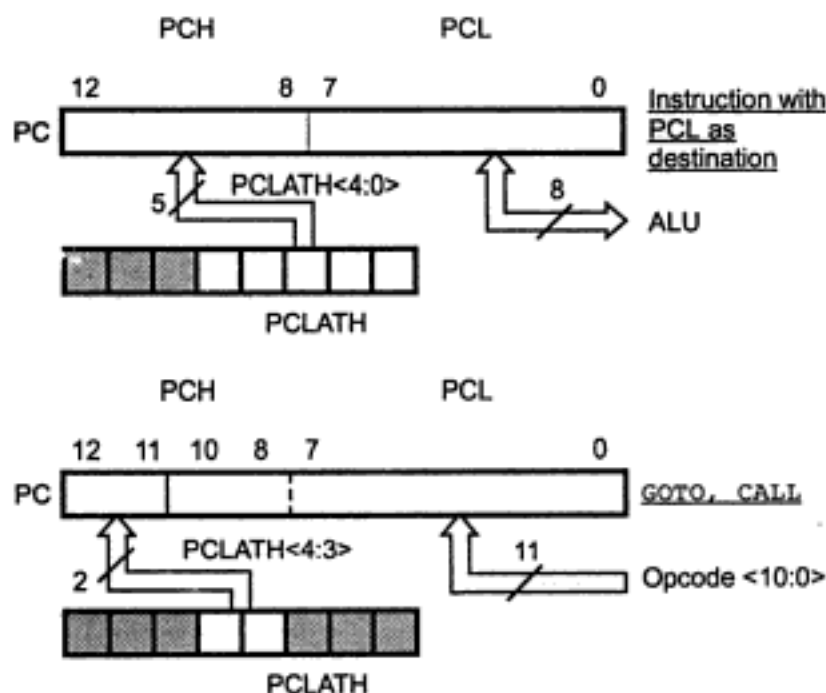 PCH PCL
12 8 7 0
PC
Instruction with
PCL as
destination
5
PCLATH<4:0>
8
ALU
PCLATH
PCH PCL
12 11 10 8 7 0
PC
GOTO, CALL
2
PCLATH<4:3>
11
Opcode <10:0>
PCLATH